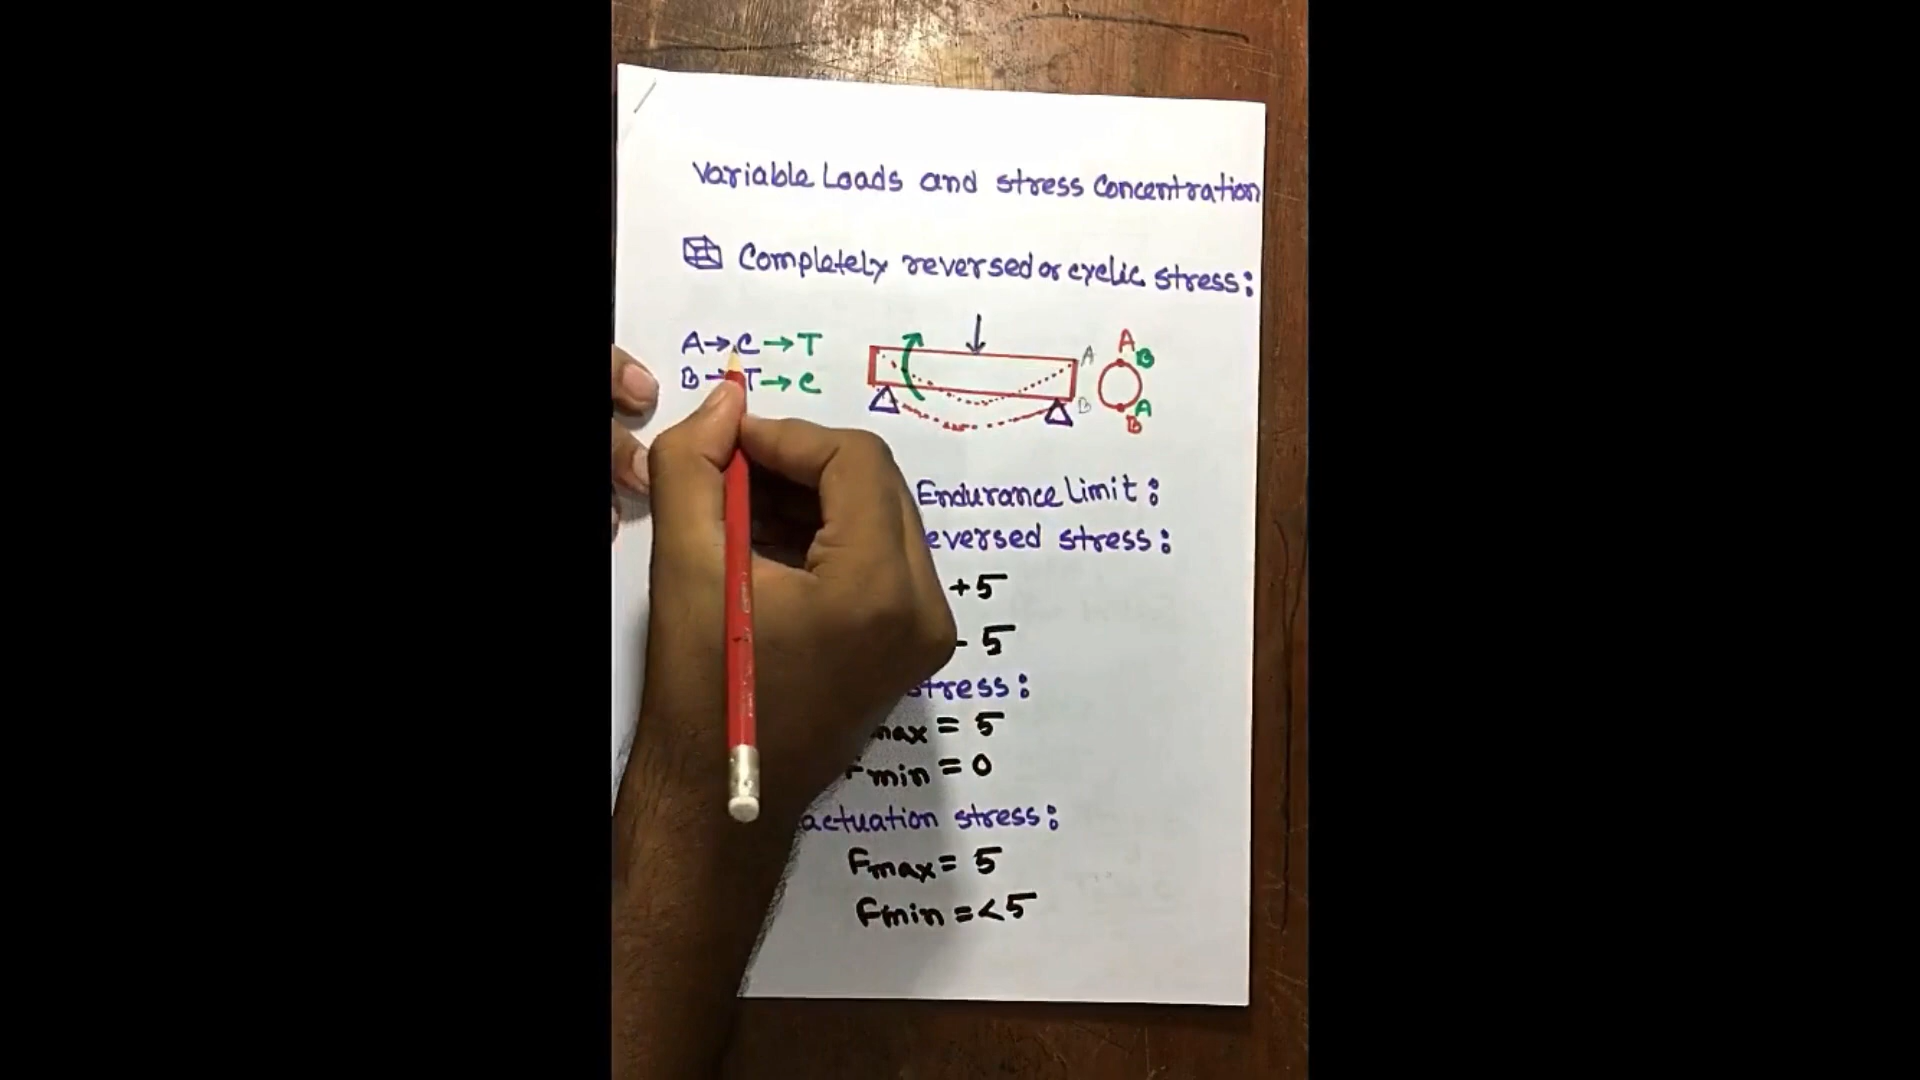 Variable Loads and stress Concentration
Completely reversed or cyclic stress:
A→C→T
B→T→C
A
B
A
B
A
B
Endurance Limit:
eversed stress:
+5
- 5
stress:
max = 5
Fmin = 0
actuation stress:
Fmax = 5
Fmin = <5